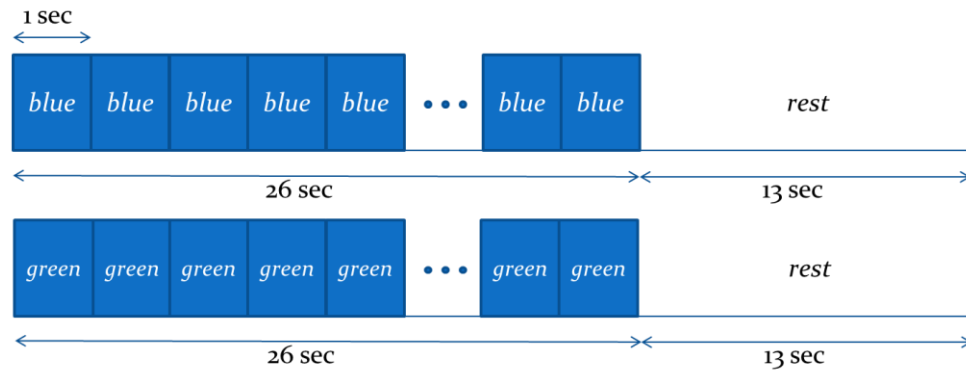 1 sec
blue blue blue blue blue ••• blue blue rest
26 sec 13 sec
green green green green green ••• green green rest
26 sec 13 sec